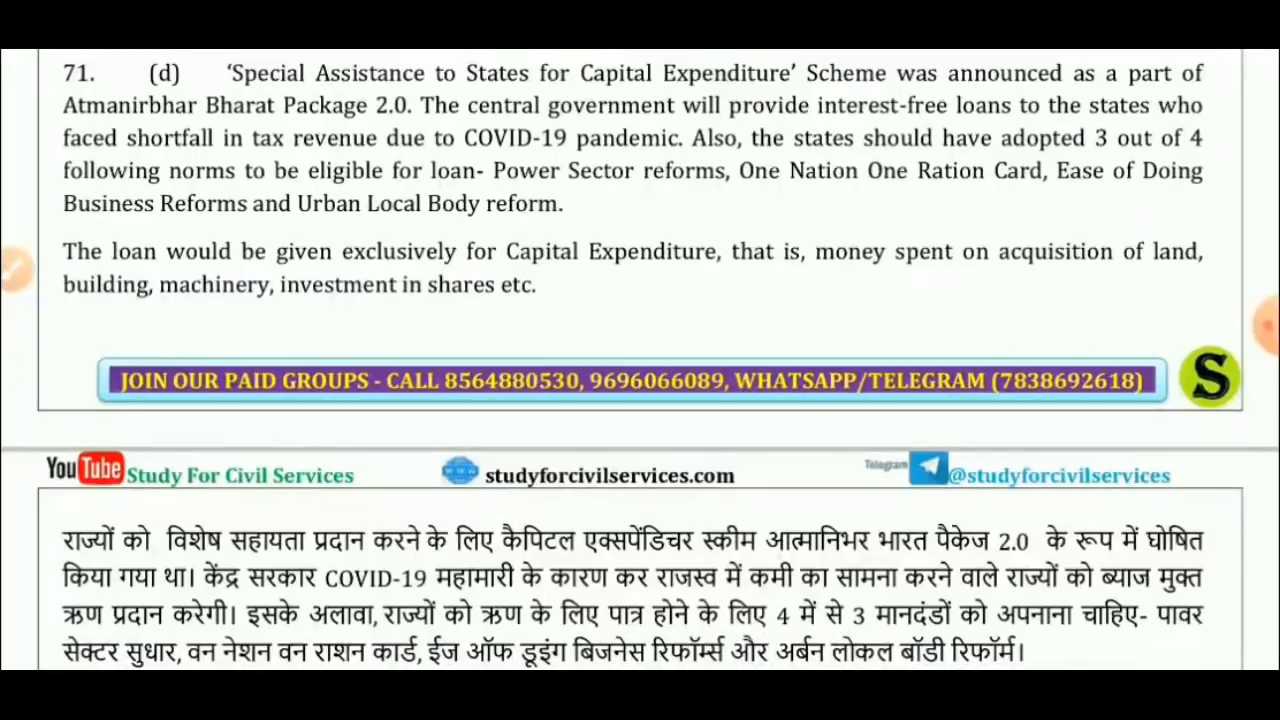 71. (d) ‘Special Assistance to States for Capital Expenditure’ Scheme was announced as a part of
Atmanirbhar Bharat Package 2.0. The central government will provide interest-free loans to the states who
faced shortfall in tax revenue due to COVID-19 pandemic. Also, the states should have adopted 3 out of 4
following norms to be eligible for loan- Power Sector reforms, One Nation One Ration Card, Ease of Doing
Business Reforms and Urban Local Body reform.
The loan would be given exclusively for Capital Expenditure, that is, money spent on acquisition of land,
building, machinery, investment in shares etc.
JOIN OUR PAID GROUPS - CALL 8564880530, 9696066089, WHATSAPP/TELEGRAM (7838692618)
S
YouTube Study For Civil Services www studyforcivilservices.com Telegram @studyforcivilservices
राज्यों को विशेष सहायता प्रदान करने के लिए कैपिटल एक्सपेंडिचर स्कीम आत्मानिभर भारत पैकेज 2.0 के रूप में घोषित
किया गया था। केंद्र सरकार COVID-19 महामारी के कारण कर राजस्व में कमी का सामना करने वाले राज्यों को ब्याज मुक्त
ऋण प्रदान करेगी। इसके अलावा, राज्यों को ऋण के लिए पात्र होने के लिए 4 में से 3 मानदंडों को अपनाना चाहिए- पावर
सेक्टर सुधार, वन नेशन वन राशन कार्ड, ईज ऑफ डूइंग बिजनेस रिफॉर्म्स और अर्बन लोकल बॉडी रिफॉर्म।